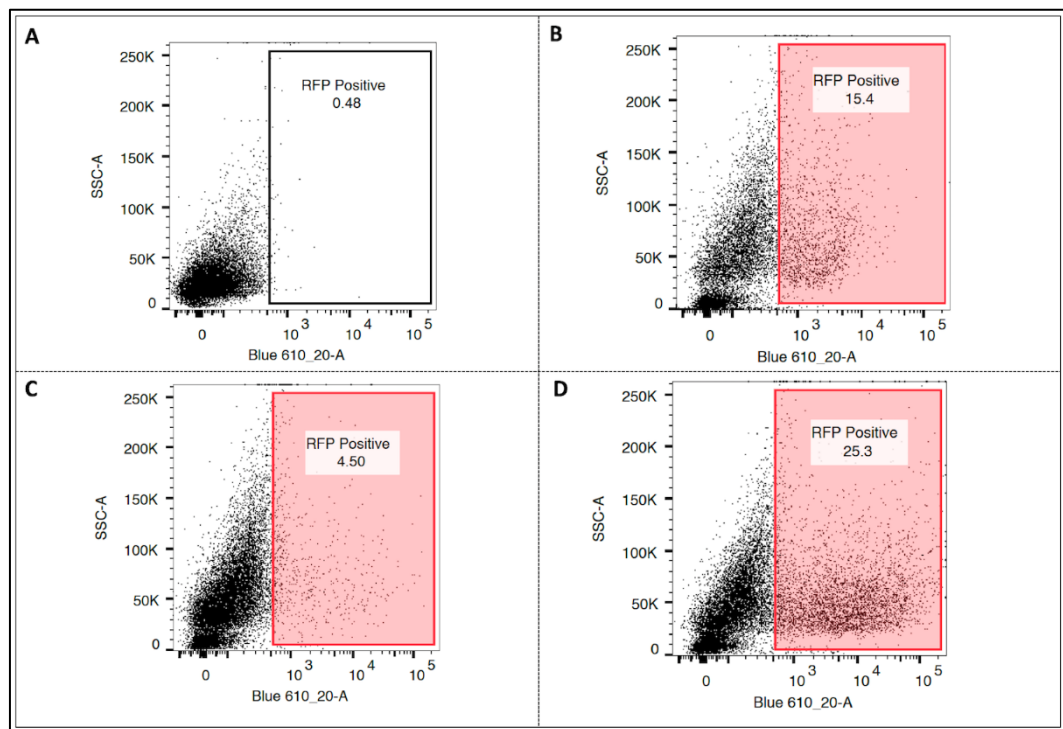 A
250K
200K
150K
100K
50K
0
SSC-A
RFP Positive
0.48
0
10 3
10 4
10 5
Blue 610_20-A
B
250K
200K
150K
100K
50K
0
SSC-A
RFP Positive
15.4
0
10 3
10 4
10 5
Blue 610_20-A
C
250K
200K
150K
100K
50K
0
SSC-A
RFP Positive
4.50
0
10 3
10 4
10 5
Blue 610_20-A
D
250K
200K
150K
100K
50K
0
SSC-A
RFP Positive
25.3
0
10 3
10 4
10 5
Blue 610_20-A